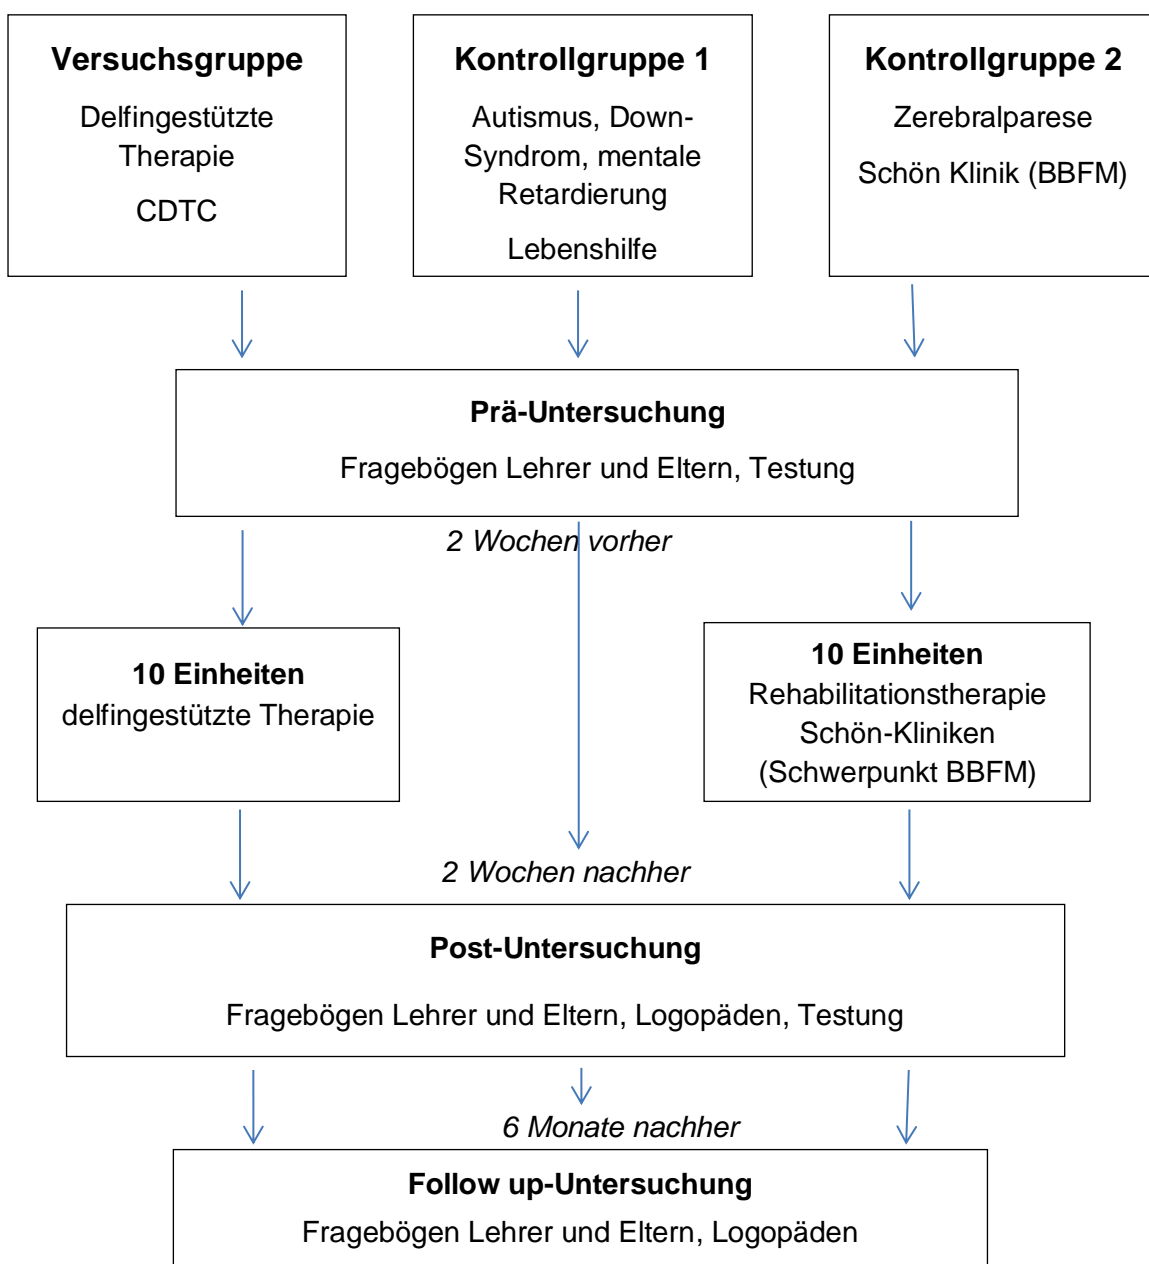 Versuchsgruppe
Delfingestützte
Therapie
CDTC
Kontrollgruppe 1
Autismus, Down-
Syndrom, mentale
Retardierung
Lebenshilfe
Kontrollgruppe 2
Zerebralparese
Schön Klinik (BBFM)
Prä-Untersuchung
Fragebögen Lehrer und Eltern, Testung
2 Wochen vorher
10 Einheiten
delfingestützte Therapie
10 Einheiten
Rehabilitationstherapie
Schön-Kliniken
(Schwerpunkt BBFM)
2 Wochen nachher
Post-Untersuchung
Fragebögen Lehrer und Eltern, Logopäden, Testung
6 Monate nachher
Follow up-Untersuchung
Fragebögen Lehrer und Eltern, Logopäden